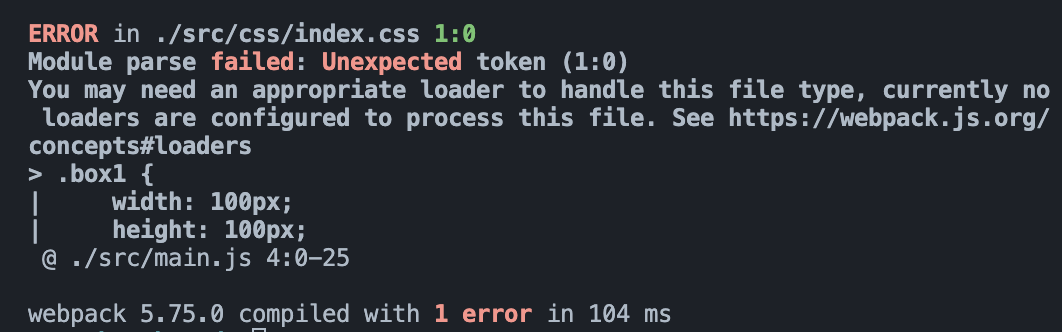 ERROR in ./src/css/index.css 1:0
Module parse failed: Unexpected token (1:0)
You may need an appropriate loader to handle this file type, currently no
 loaders are configured to process this file. See https://webpack.js.org/
concepts#loaders
> .box1 {
|     width: 100px;
|     height: 100px;
 @ ./src/main.js 4:0-25
webpack 5.75.0 compiled with 1 error in 104 ms